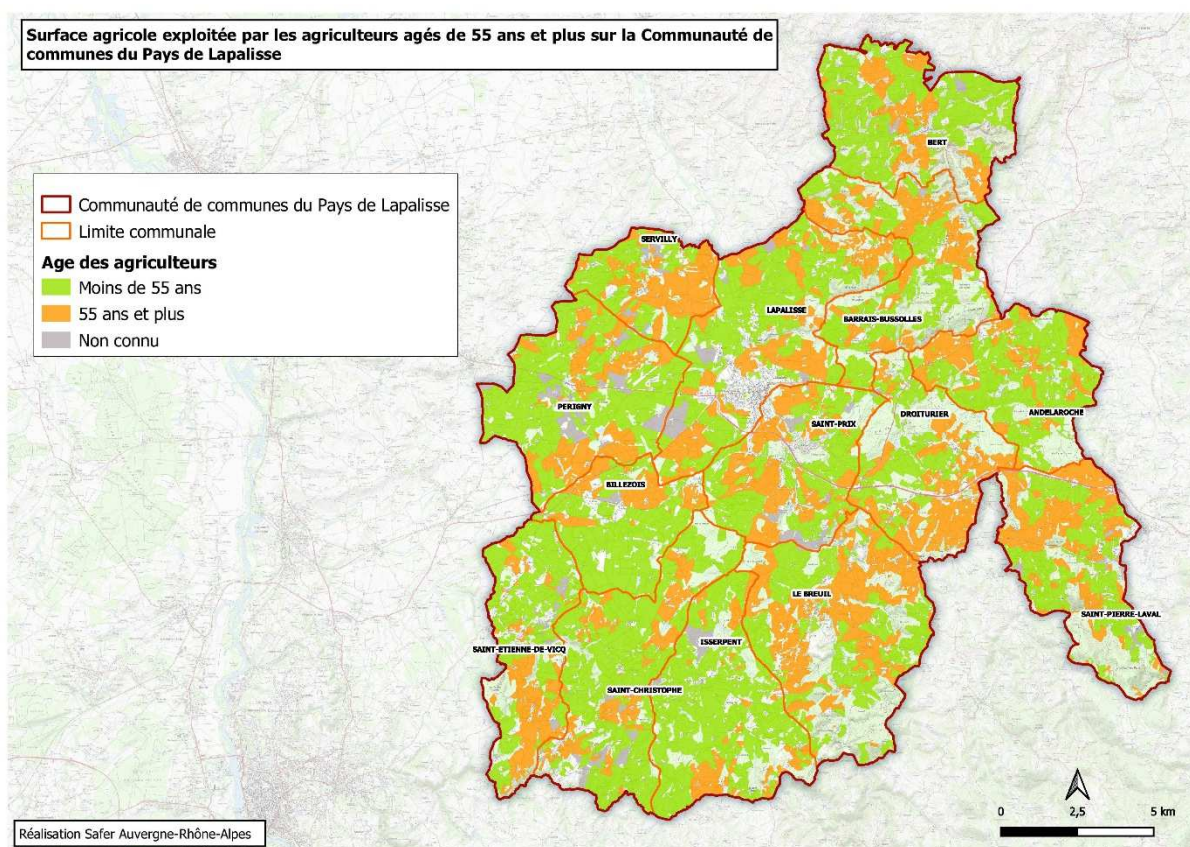 Surface agricole exploitée par les agriculteurs agés de 55 ans et plus sur la Communauté de
communes du Pays de Lapalisse
Communauté de communes du Pays de Lapalisse
Limite communale
Age des agriculteurs
Moins de 55 ans
55 ans et plus
Non connu
BERT
SERVILLY
LAPALISSE
BARRAIS-BUSSOLLES
PERIGNY
SAINT-PRIX
DROITURIER
ANDELAROCHE
BILLEZOIS
LE BREUIL
SAINT-PIERRE-LAVAL
ISSERPENT
SAINT-ETIENNE-DE-VICQ
SAINT-CHRISTOPHE
0 2,5 5 km
Réalisation Safer Auvergne-Rhône-Alpes